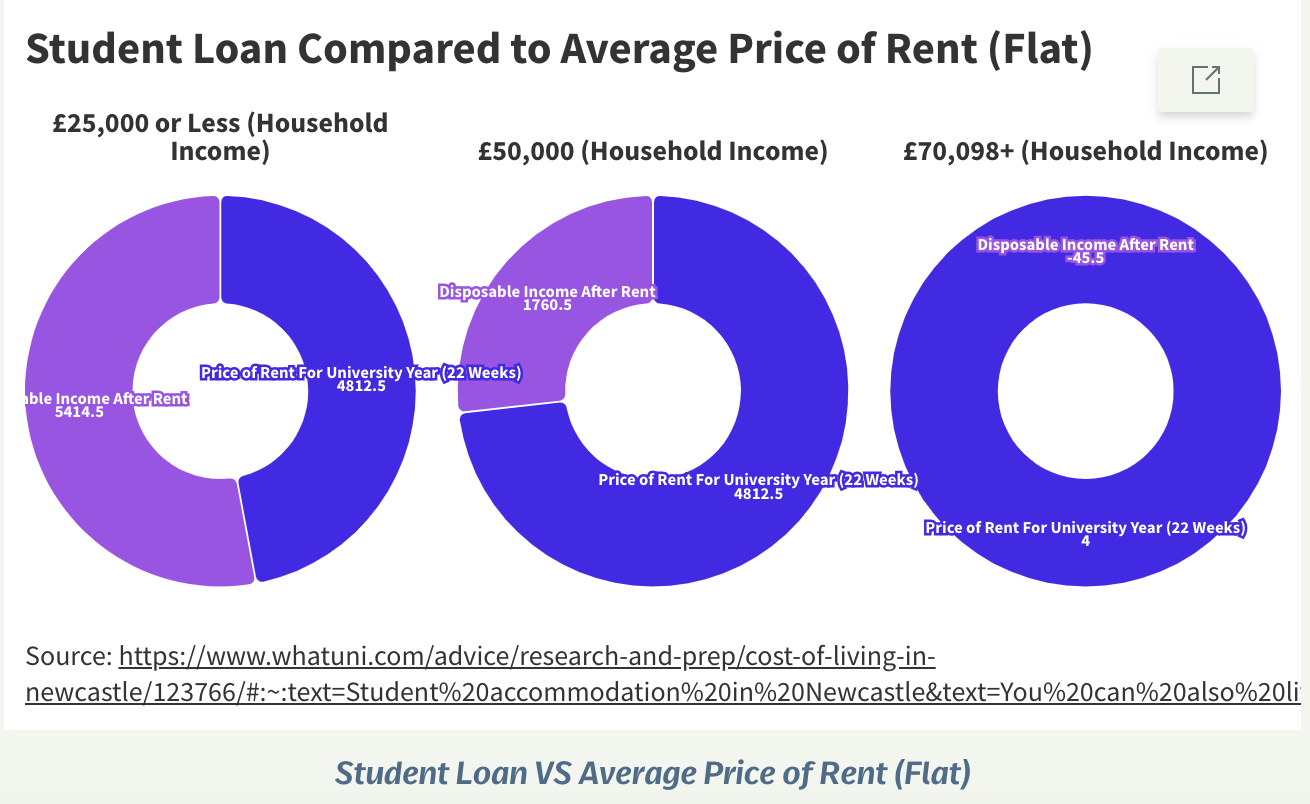 Student Loan Compared to Average Price of Rent (Flat)
£25,000 or Less (Household
Income)
£50,000 (Household Income)
£70,098+ (Household Income)
able Income After Rent
5414.5
Price of Rent For University Year (22 Weeks)
4812.5
Disposable Income After Rent
1760.5
Price of Rent For University Year (22 Weeks)
4812.5
Disposable Income After Rent
-45.5
Price of Rent For University Year (22 Weeks)
4
Source: https://www.whatuni.com/advice/research-and-prep/cost-of-living-in-
newcastle/123766/#:~:text=Student%20accommodation%20in%20Newcastle&text=You%20can%20also%20li
Student Loan VS Average Price of Rent (Flat)